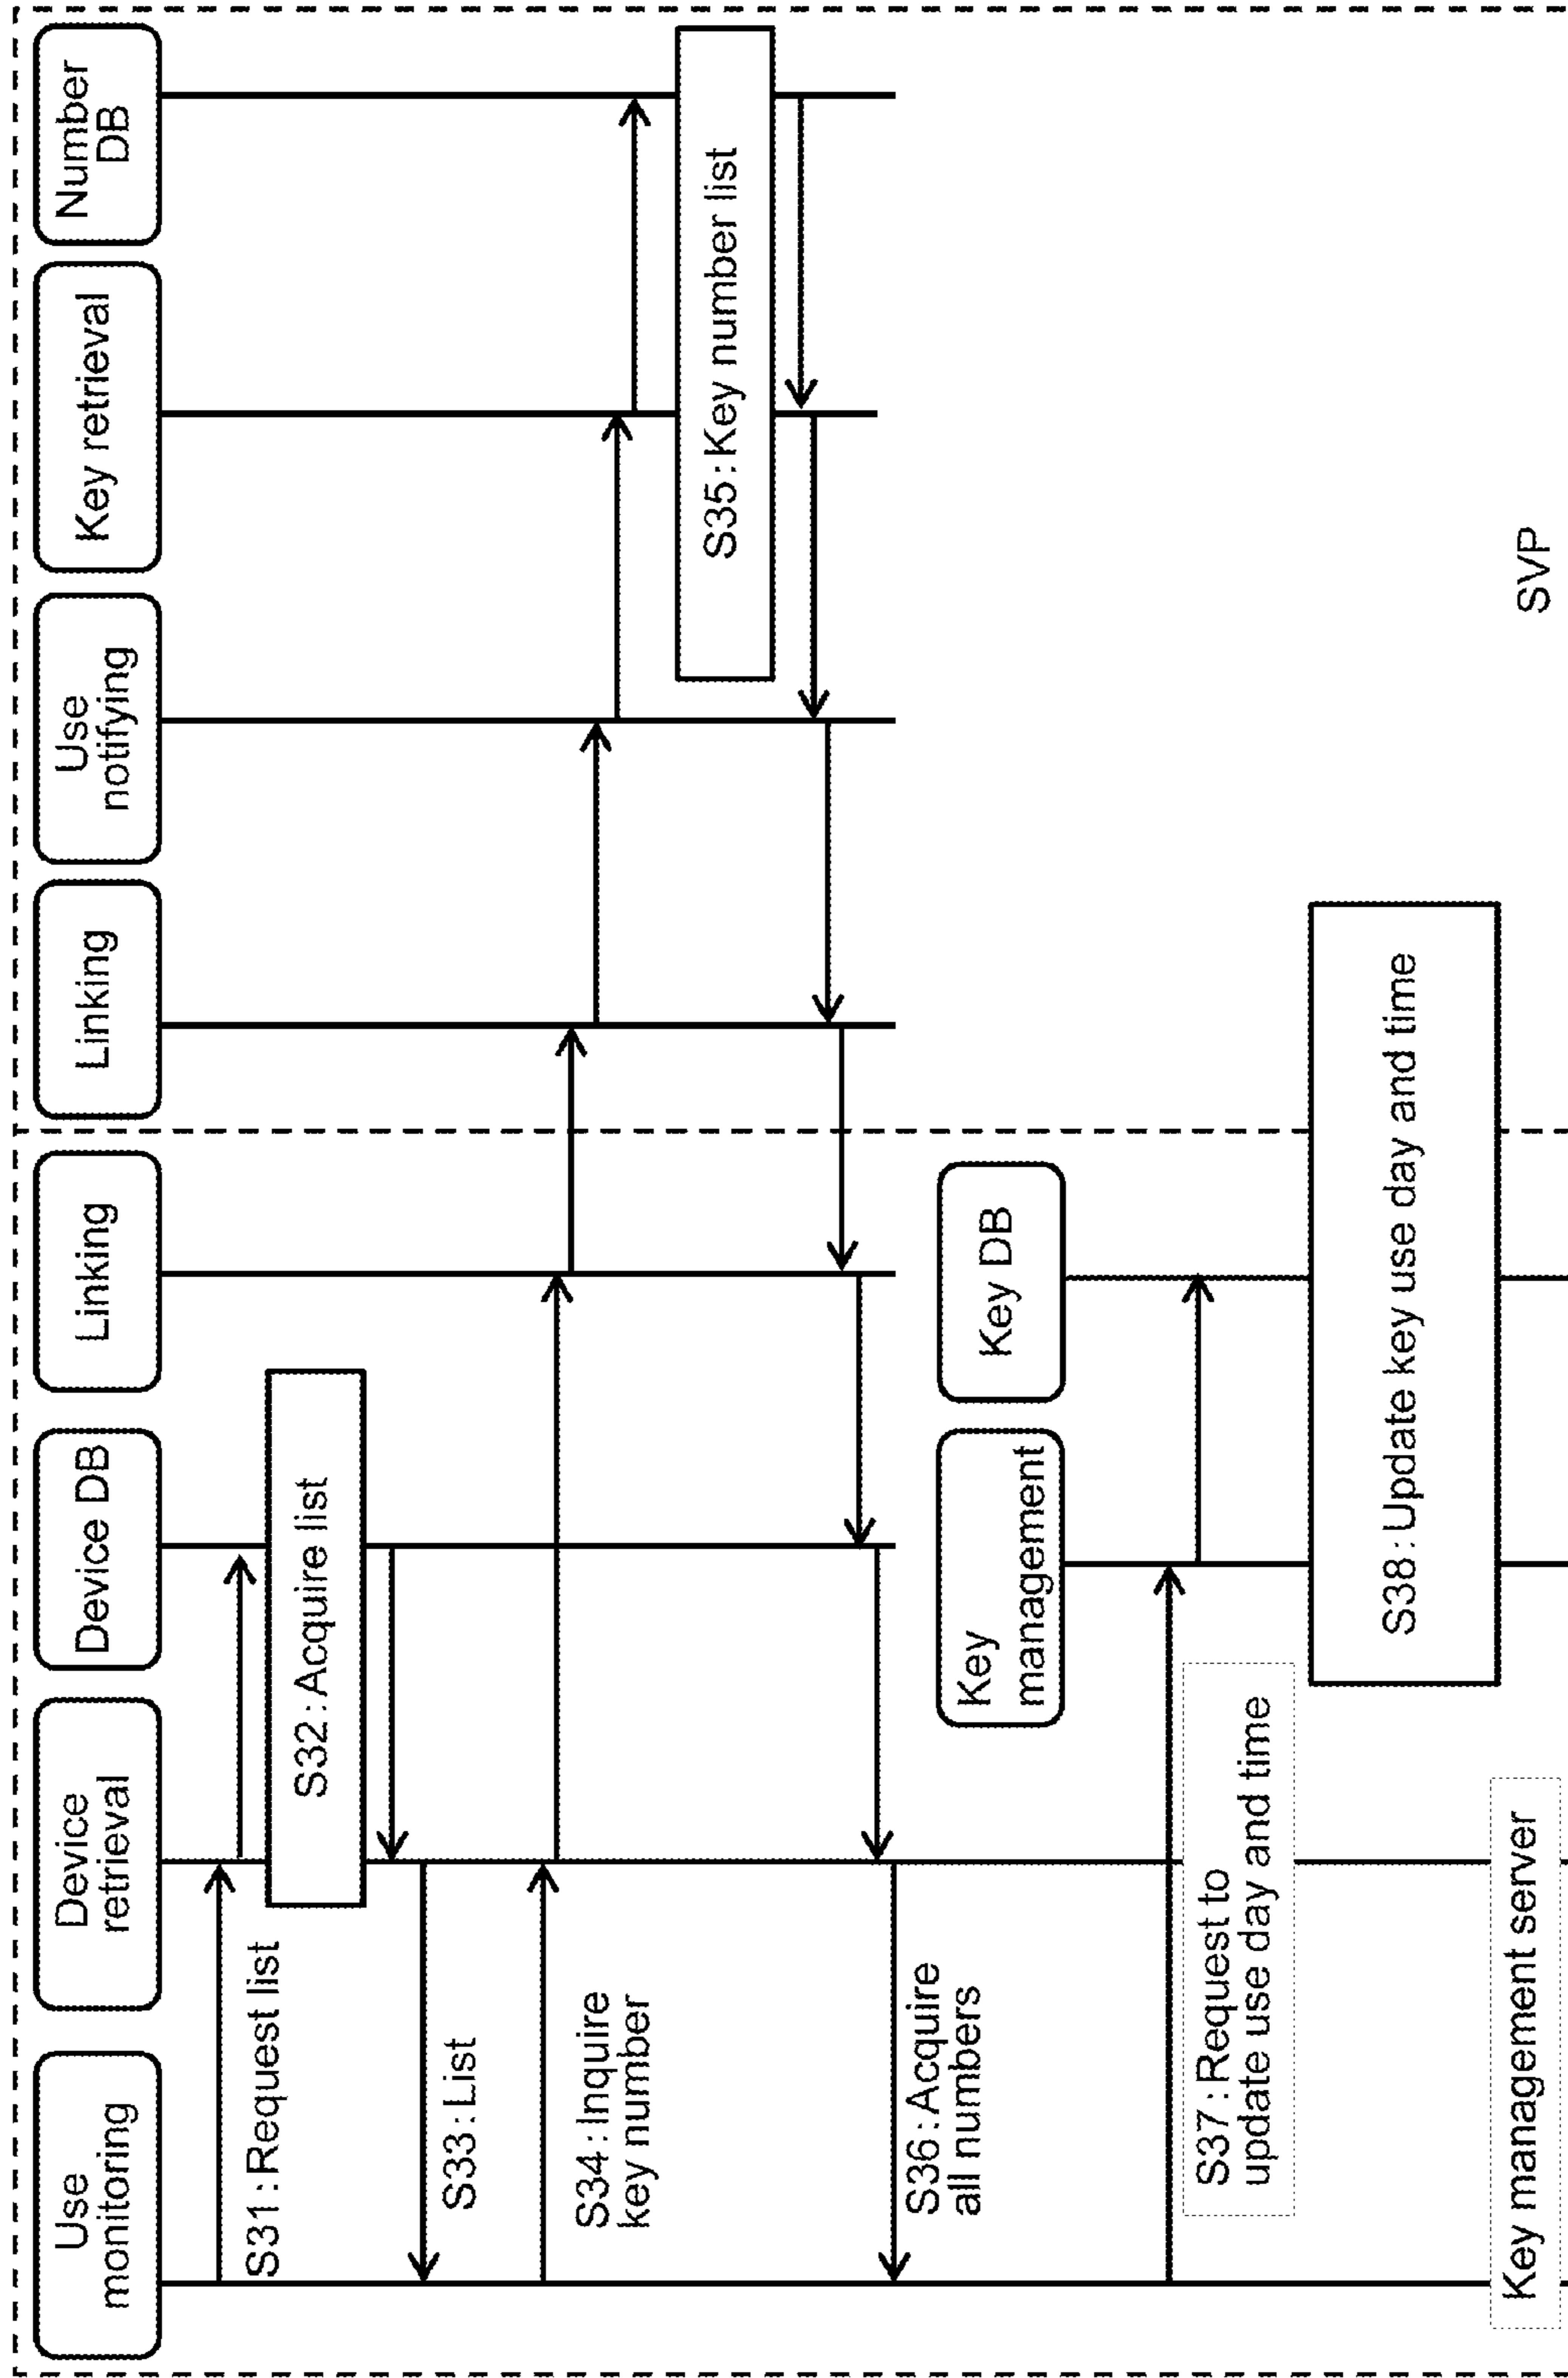 Use
monitoring
Device
retrieval
Device DB
Linking
Linking
Use
notifying
Key retrieval
Number
DB
S31:Request list
S32:Acquire list
S33:List
S34:Inquire
key number
S35:Key number list
S36:Acquire
all numbers
Key
management
Key DB
S37:Request to
update use day and time
S38:Update key use day and time
Key management server
SVP